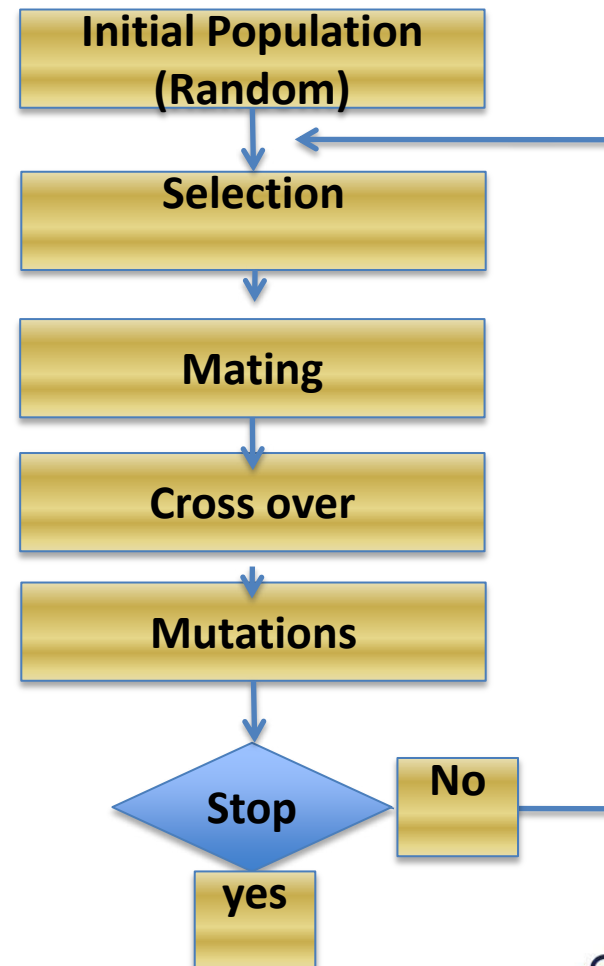 Initial Population
(Random)
Selection
Mating
Cross over
Mutations
Stop
No
yes